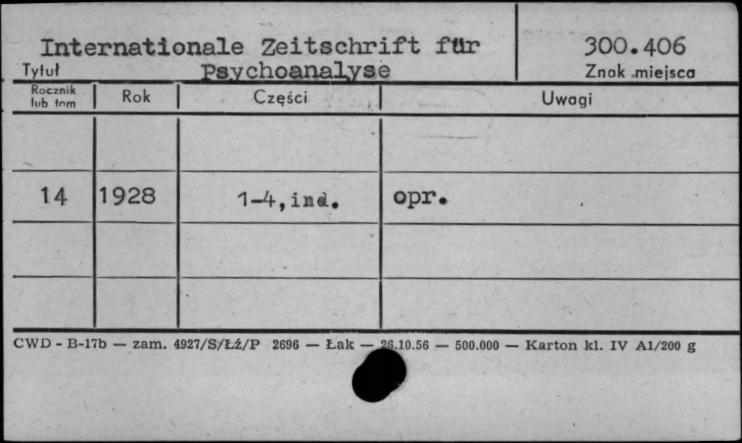 Internationale Zeitschrift für 300.406
Tytuł Psychoanalyse Znak miejsca
Rocznik lub tom Rok Części Uwagi
14 1928 1-4, ind. opr.
CWD - B-17b — zam. 4927/S/Łź/P 2696 — Łak — 26.10.56 — 500.000 — Karton kl. IV A1/200 g